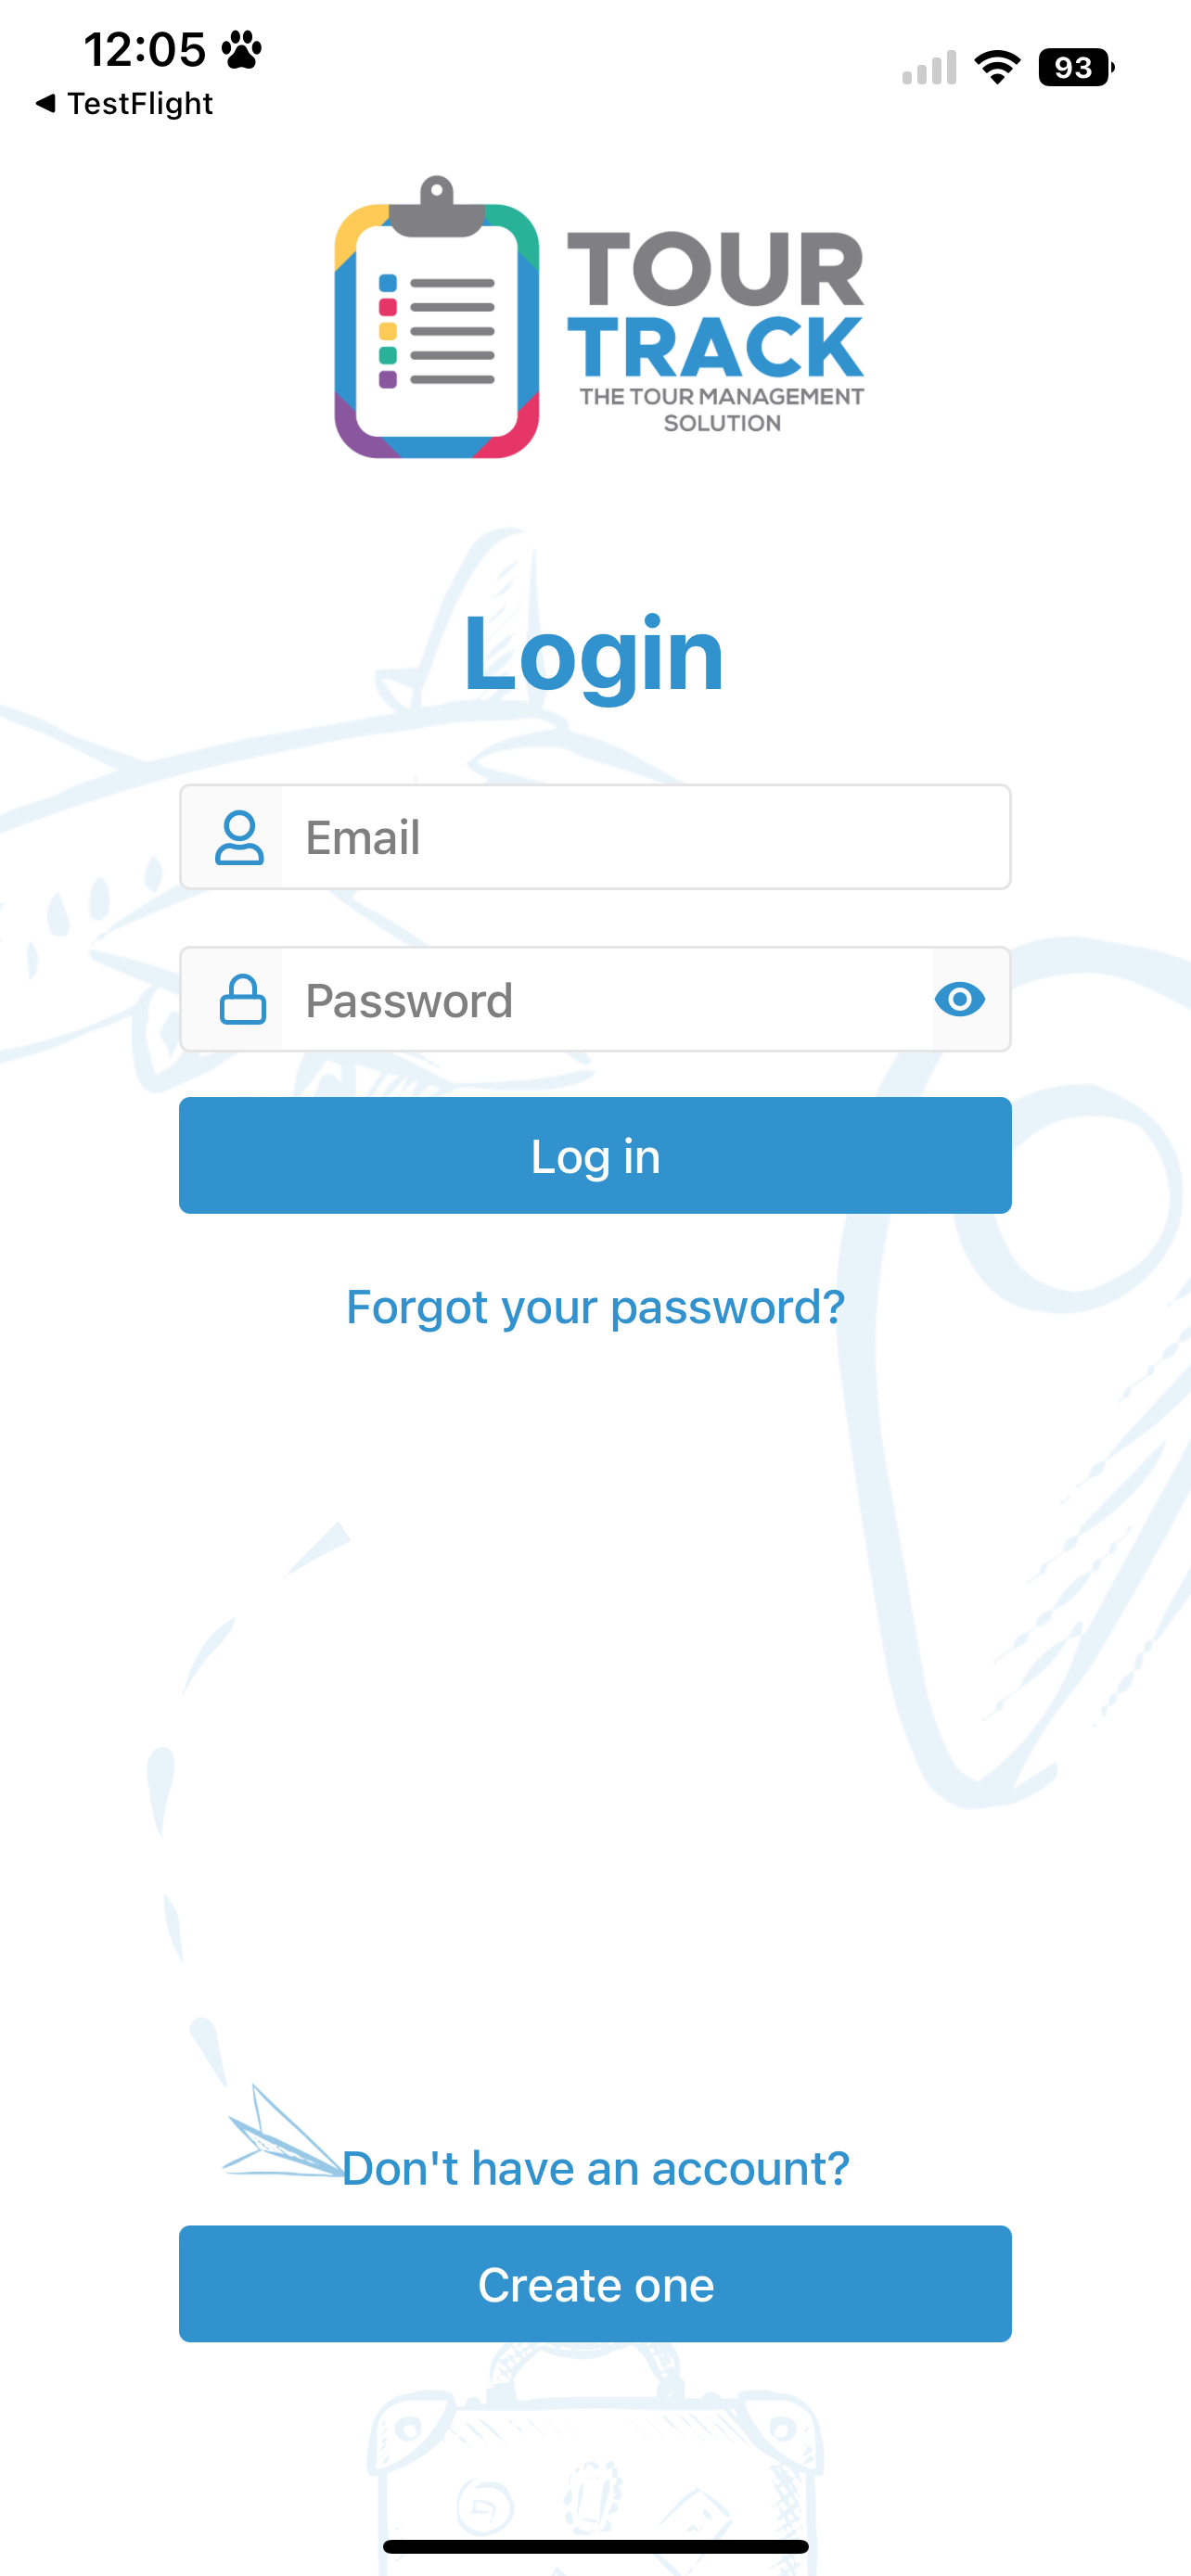 12:05
93
◀ TestFlight
TOUR
TRACK
THE TOUR MANAGEMENT
SOLUTION
Login
Email
Password
Log in
Forgot your password?
Don't have an account?
Create one